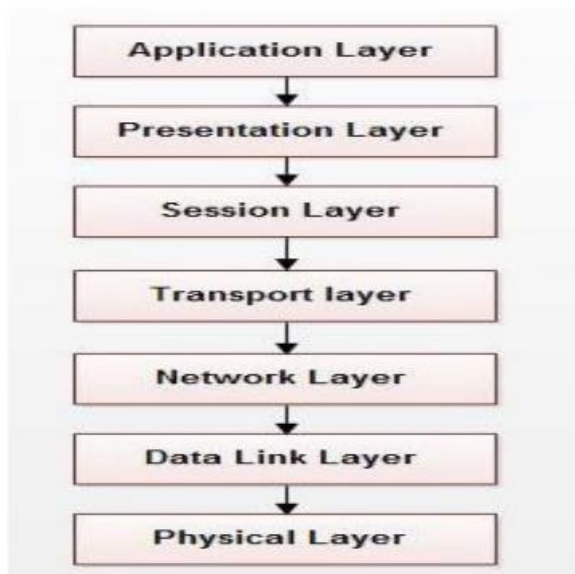 Application Layer
Presentation Layer
Session Layer
Transport layer
Network Layer
Data Link Layer
Physical Layer